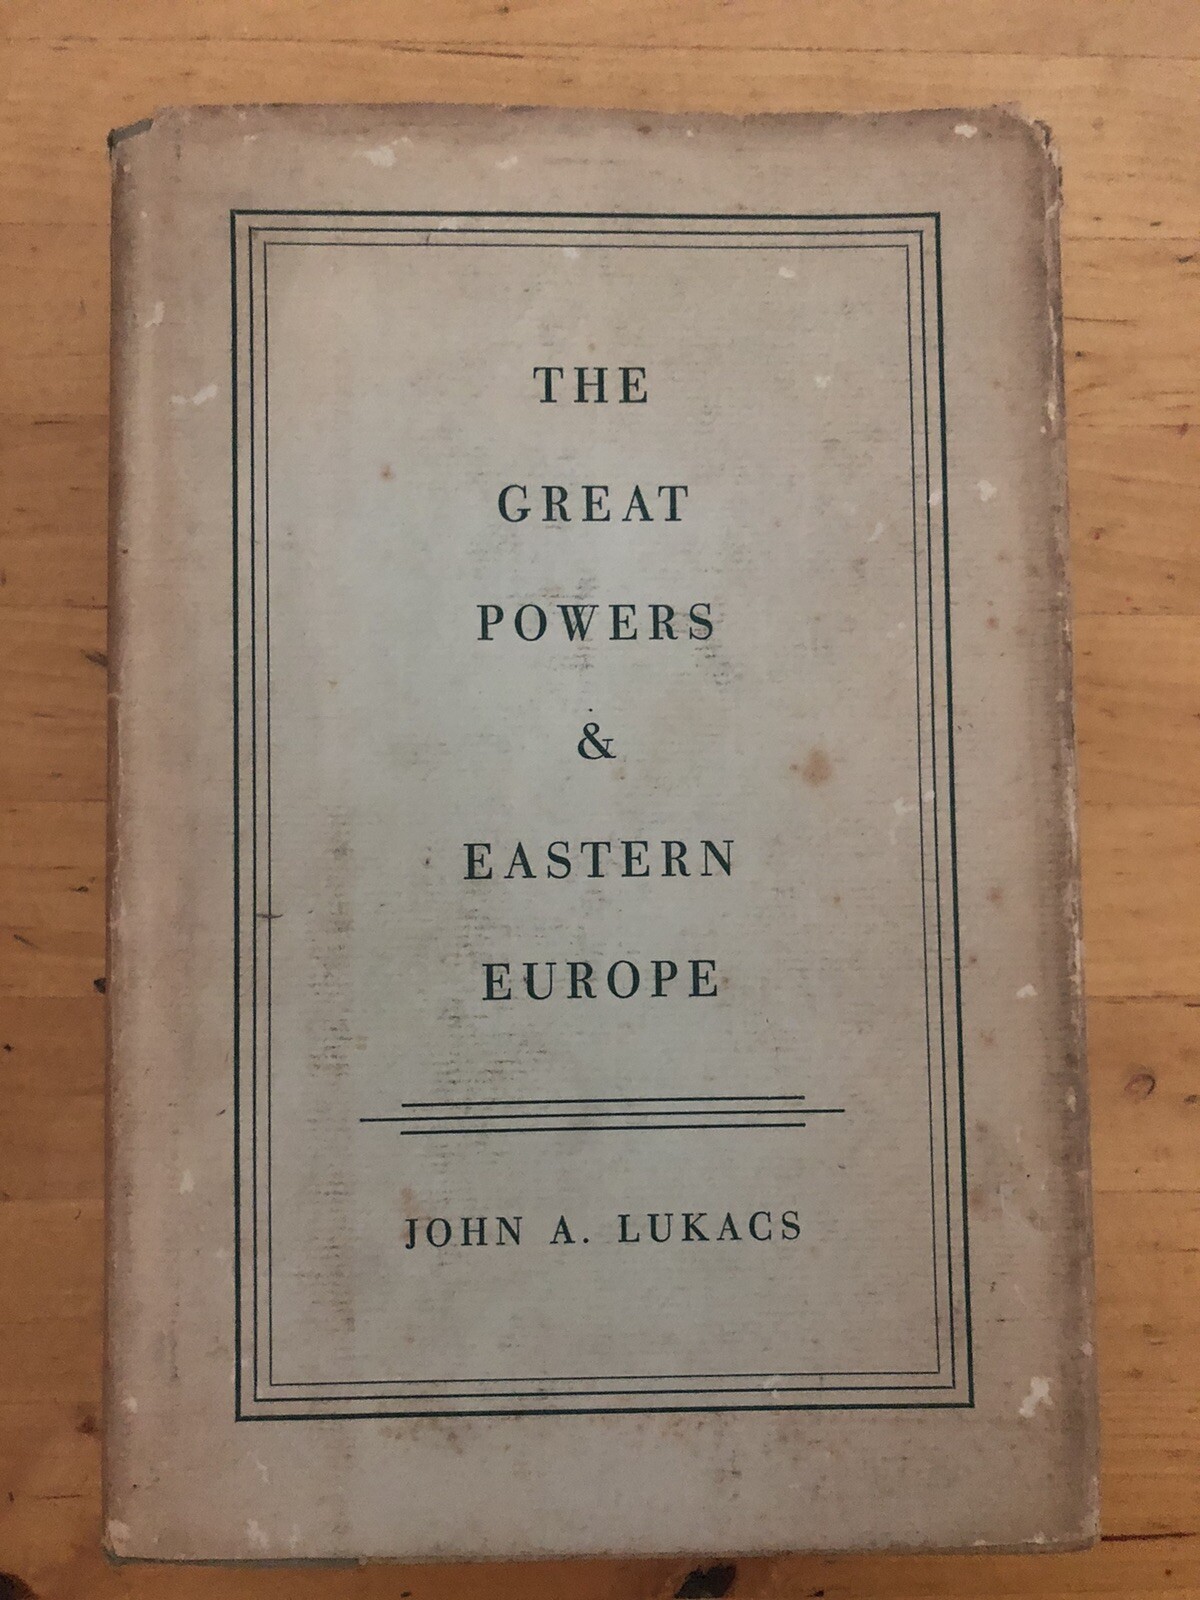 THE
GREAT
POWERS
&
EASTERN
EUROPE
JOHN A. LUKACS